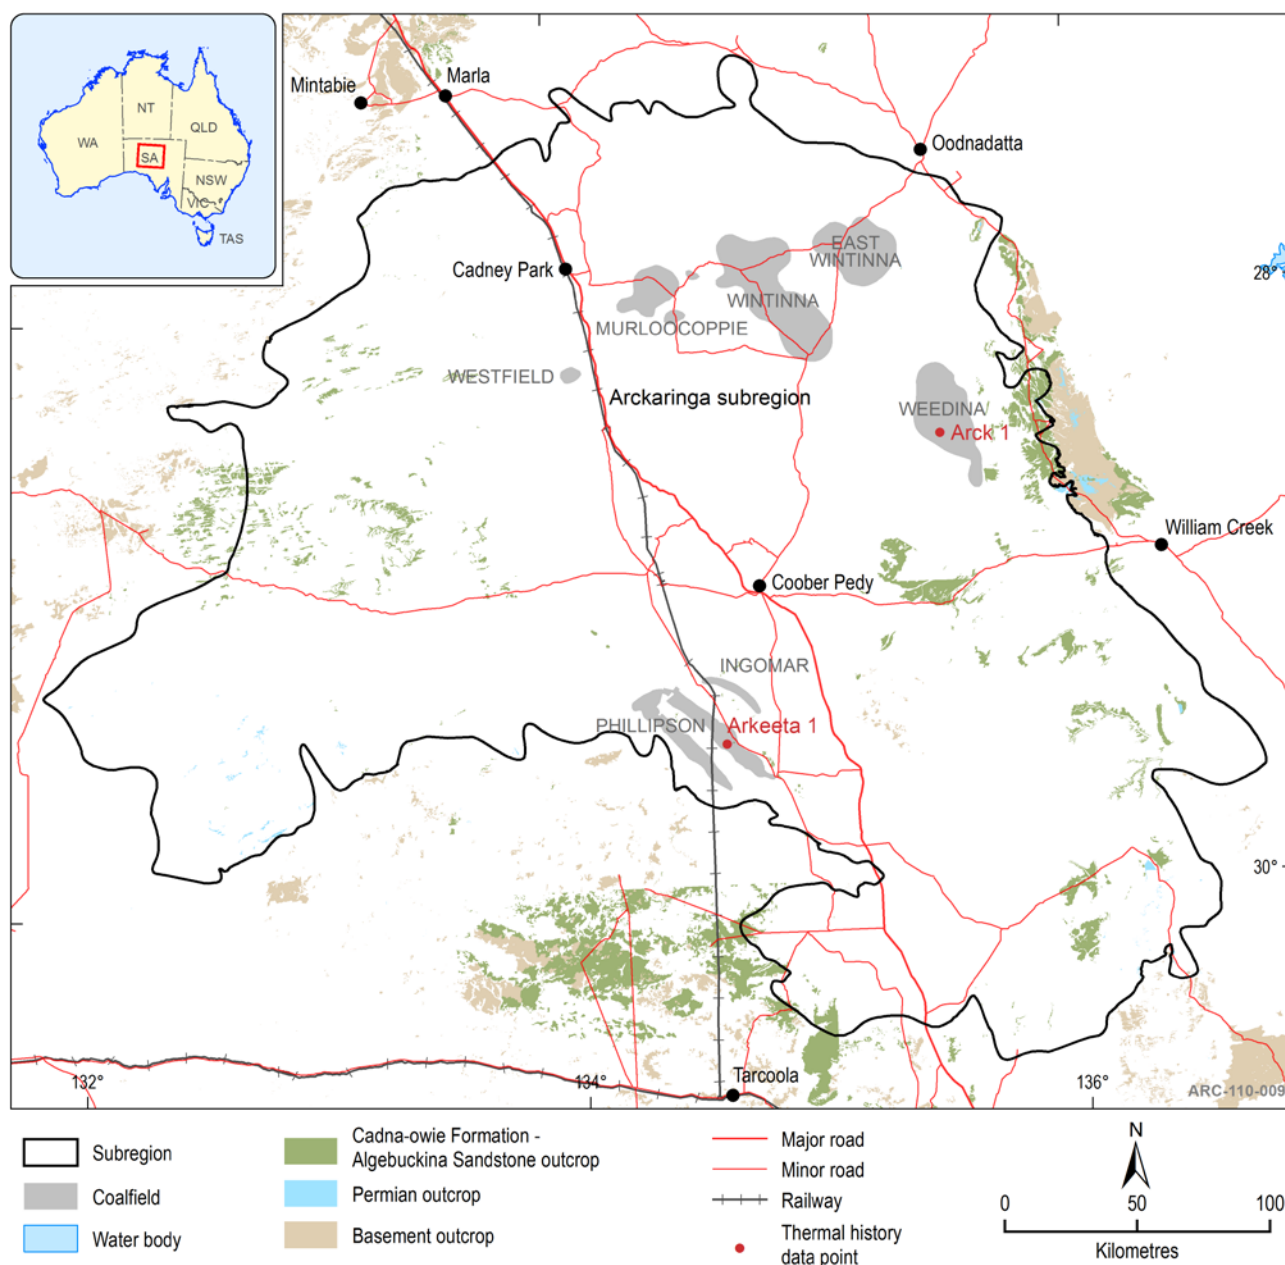 NT
QLD
WA
SA
NSW
VIC
TAS
Mintabie
Marla
Oodnadatta
EAST
WINTINNA
Cadney Park
28°
WINTINNA
MURLOOCOPPIE
WESTFIELD
Arckaringa subregion
WEEDINA
Arck 1
William Creek
Coober Pedy
INGOMAR
PHILLIPSON
Arkeeta 1
30°
Tarcoola
132°
134°
136°
ARC-110-009
Subregion
Coalfield
Water body
Cadna-owie Formation -
Algebuckina Sandstone outcrop
Permian outcrop
Basement outcrop
Major road
Minor road
Railway
Thermal history
data point
N
0 50 100
Kilometres